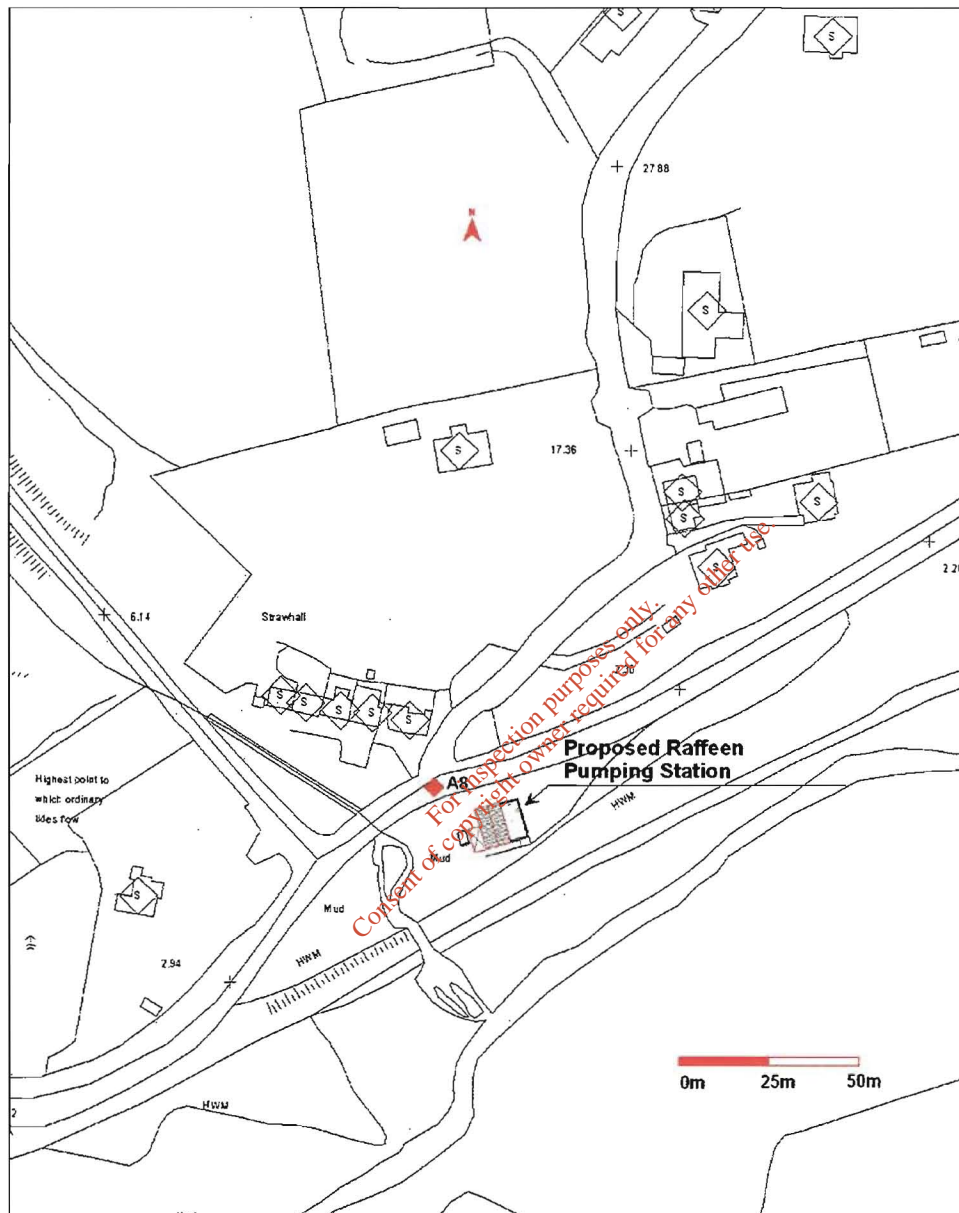 S
S
27.88
N
S
S
17.36
S
S
S
S
2.2
6.14
Strawhall
2.30
S
S
S
S
S
Proposed Raffeen
Pumping Station
Highest point to
which ordinary
tides flow
A8
HWM
Mud
S
Mud
HWM
2.94
0m 25m 50m
HWM
2
For inspection purposes only.
Consent of copyright owner required for any other use.